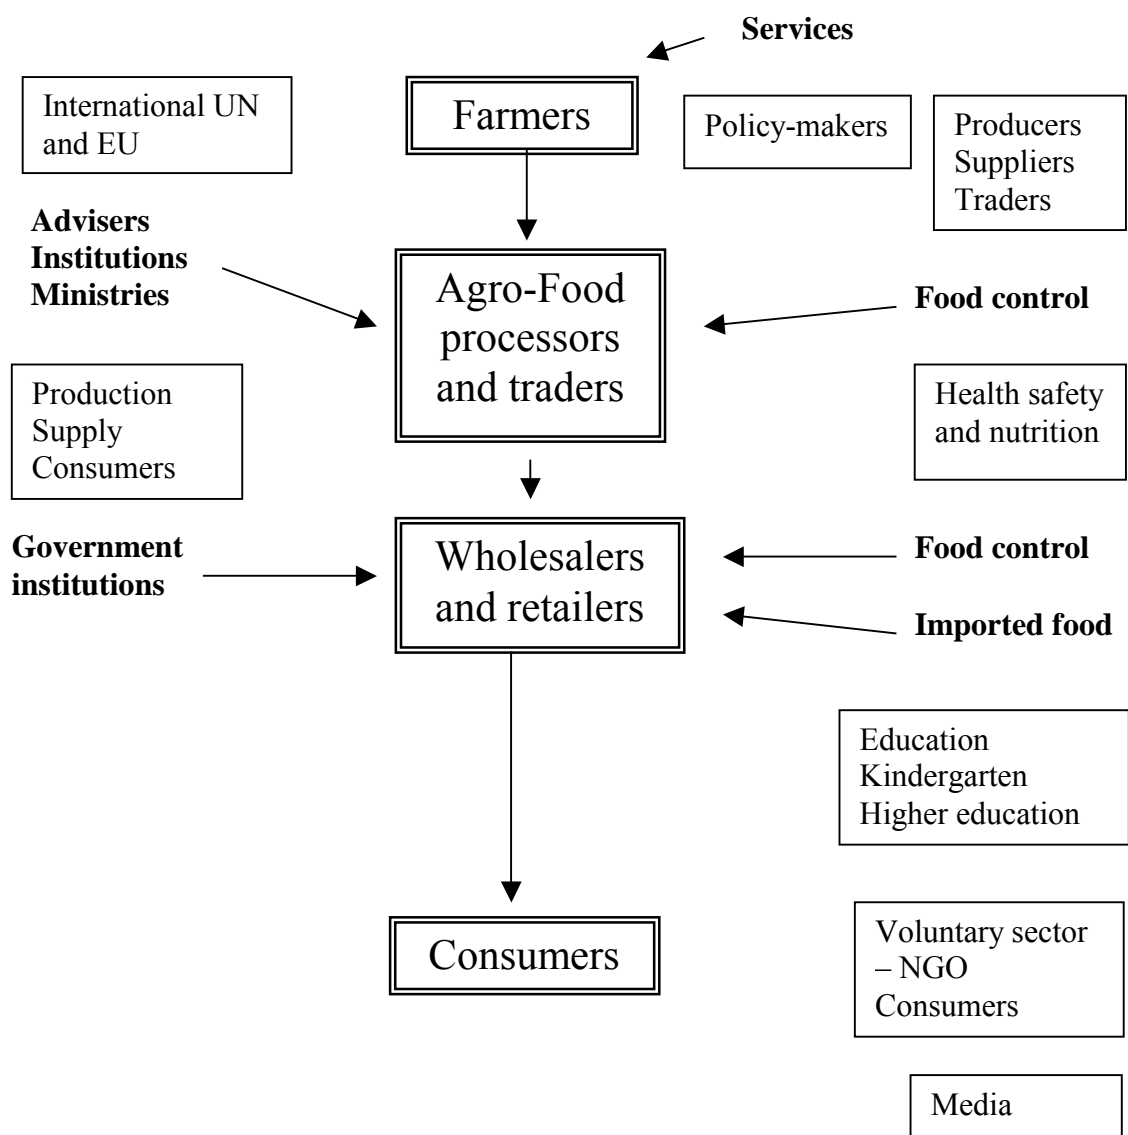 Services
International UN
and EU
Farmers
Policy-makers
Producers
Suppliers
Traders
Advisers
Institutions
Ministries
Agro-Food
processors
and traders
Food control
Production
Supply
Consumers
Health safety
and nutrition
Government
institutions
Wholesalers
and retailers
Food control
Imported food
Education
Kindergarten
Higher education
Consumers
Voluntary sector
– NGO
Consumers
Media